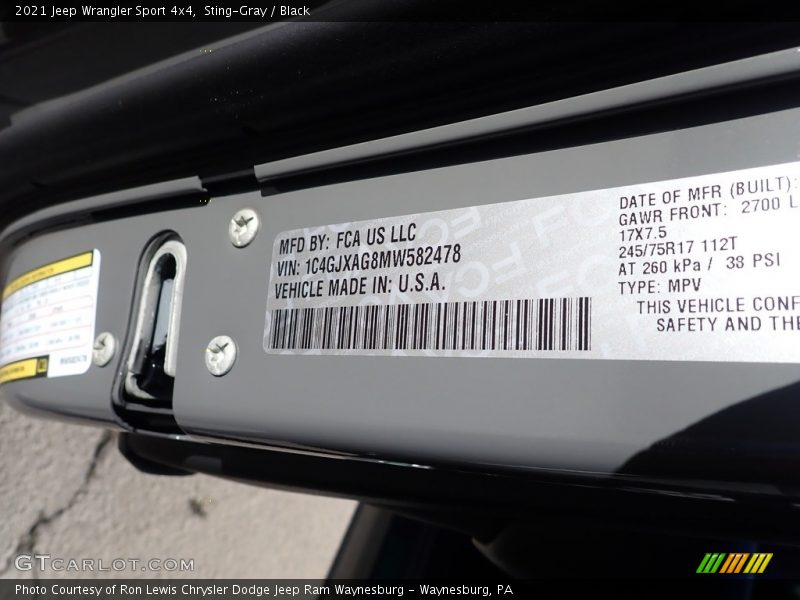 2021 Jeep Wrangler Sport 4x4, Sting-Gray / Black
MFD BY: FCA US LLC
VIN: 1C4GJXAG8MW582478
VEHICLE MADE IN: U.S.A.
DATE OF MFR (BUILT):
GAWR FRONT: 2700 L
17X7.5
245/75R17 112T
AT 260 kPa / 38 PSI
TYPE: MPV
THIS VEHICLE CONF
SAFETY AND THE
GTCARLOT.COM
Photo Courtesy of Ron Lewis Chrysler Dodge Jeep Ram Waynesburg - Waynesburg, PA